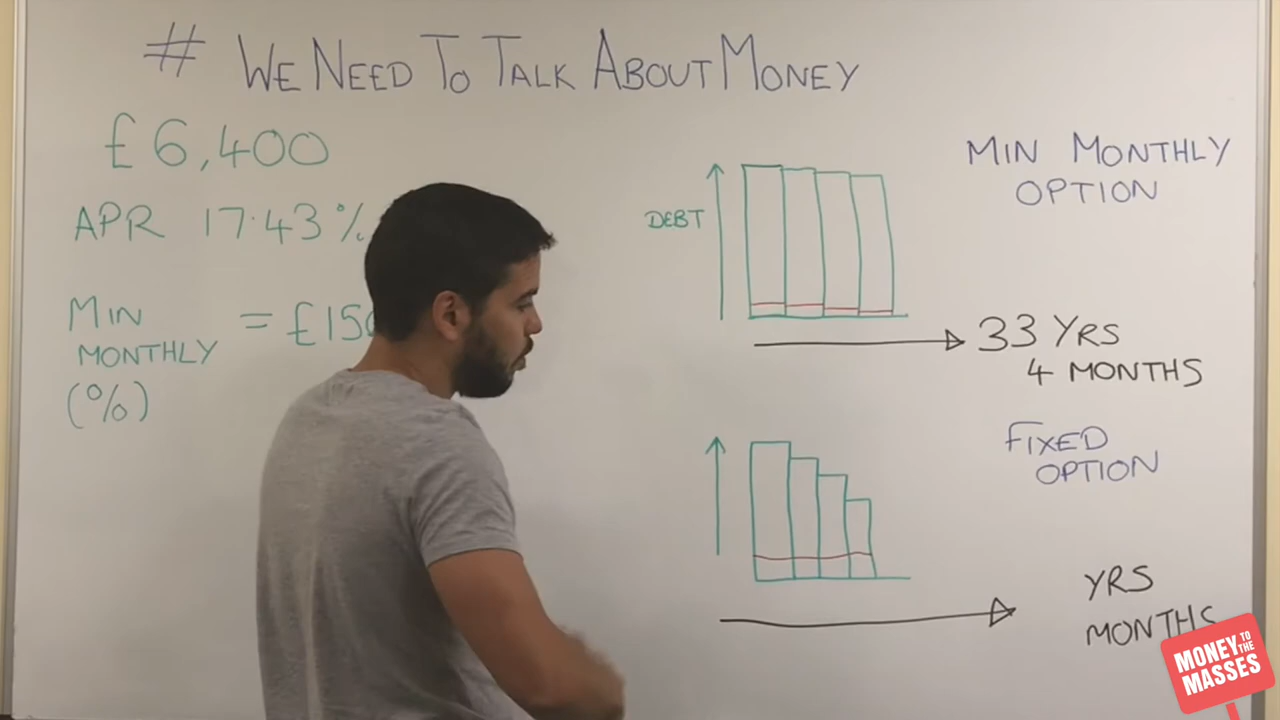 # WE NEED TO TALK ABOUT MONEY
£6,400
APR 17.43%
MIN
MONTHLY
(%)
= £150
DEBT
MIN MONTHLY
OPTION
33 YRS
4 MONTHS
FIXED
OPTION
YRS
MONTHS
MONEY TO THE MASSES